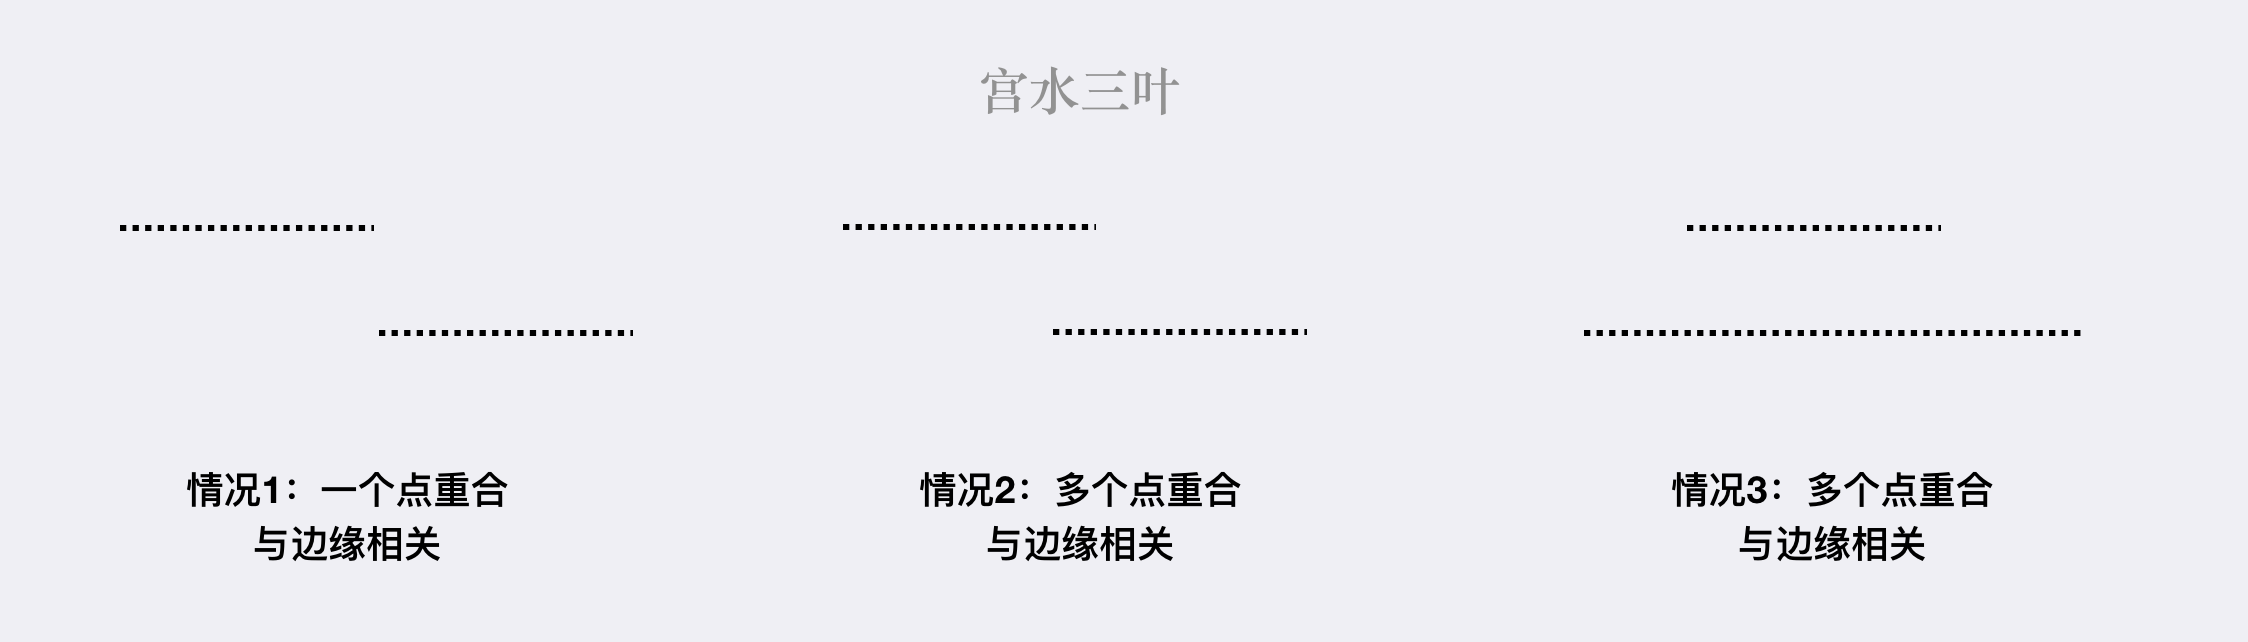 宫水三叶
情况1：一个点重合
与边缘相关
情况2：多个点重合
与边缘相关
情况3：多个点重合
与边缘相关